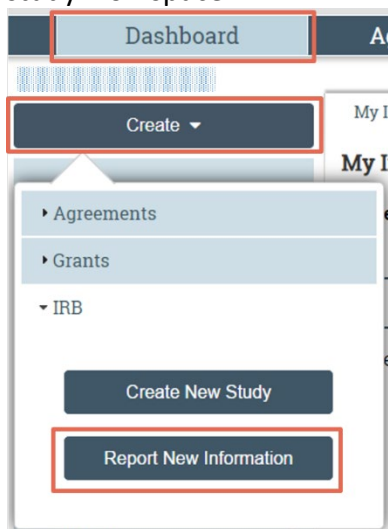 Dashboard
Create
My I
My I
Agreements
Grants
IRB
Create New Study
Report New Information